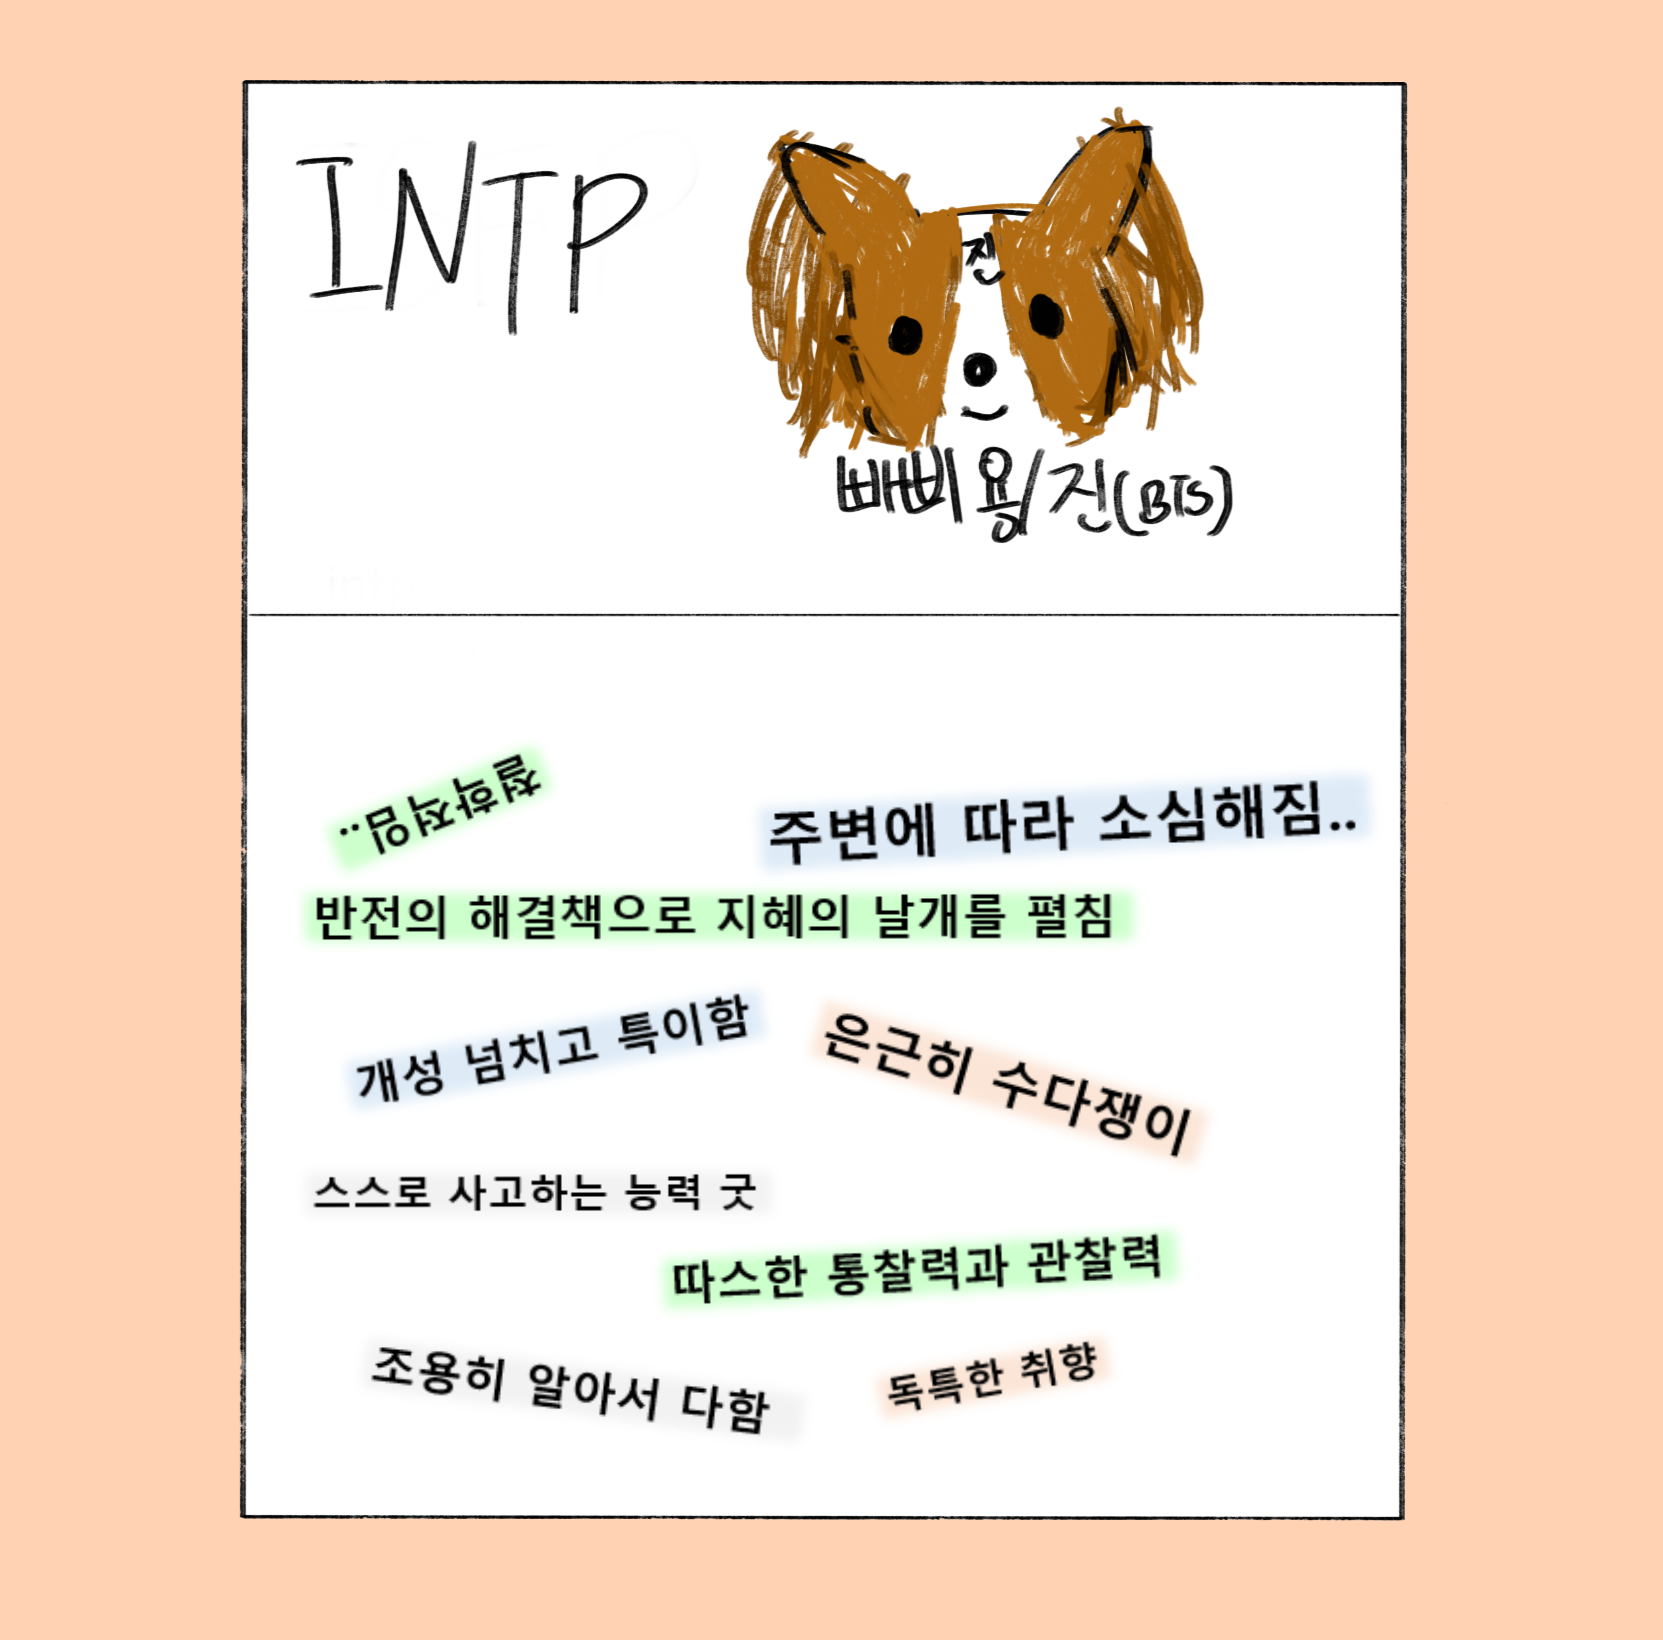 INTP
진
빠삐용/진(BTS)
철학적임..
주변에 따라 소심해짐..
반전의 해결책으로 지혜의 날개를 펼침
개성 넘치고 특이함
은근히 수다쟁이
스스로 사고하는 능력 굿
따스한 통찰력과 관찰력
조용히 알아서 다함
독특한 취향